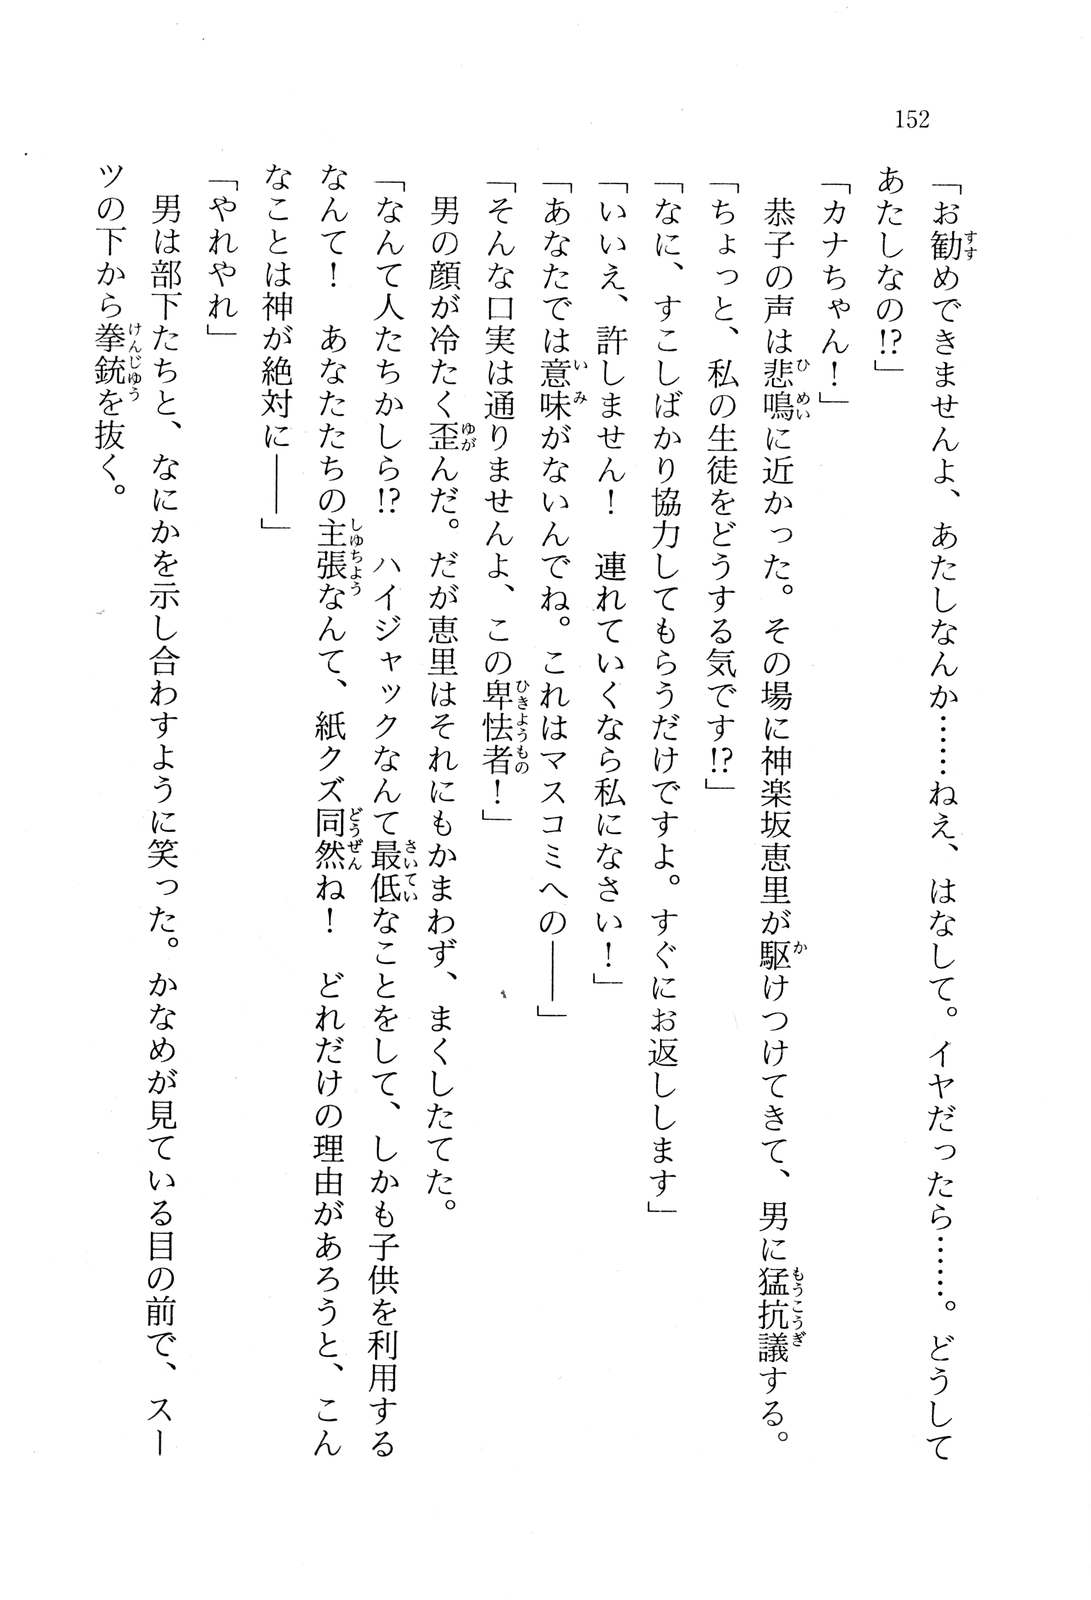 152
「お勧めできませんよ、あたしなんか……ねえ、はなして。イヤだったら……。どうして
あたしなの!?」
「カナちゃん！」
　恭子の声は悲鳴に近かった。その場に神楽坂恵里が駆けつけてきて、男に猛抗議する。
「ちょっと、私の生徒をどうする気です!?」
「なに、すこしばかり協力してもらうだけですよ。すぐにお返しします」
「いいえ、許しません！　連れていくなら私になさい！」
「あなたでは意味がないんでね。これはマスコミへの――」
「そんな口実は通りませんよ、この卑怯者！」
　男の顔が冷たく歪んだ。だが恵里はそれにもかまわず、まくしたてた。
「なんて人たちかしら!?　ハイジャックなんて最低なことをして、しかも子供を利用する
なんて！　あなたたちの主張なんて、紙クズ同然ね！　どれだけの理由があろうと、こん
なことは神が絶対に――」
「やれやれ」
　男は部下たちと、なにかを示し合わすように笑った。かなめが見ている目の前で、スー
ツの下から拳銃を抜く。